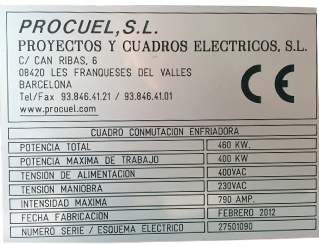 PROCUEL, S.L.
PROYECTOS Y CUADROS ELECTRICOS, S.L.
C/ CAN RIBAS, 6
08420 LES FRANQUESES DEL VALLES
BARCELONA
Tel/Fax 93.846.41.21 / 93.846.44.01
www.procuel.com
CE
CUADRO CONMUTACION ENFRIADORA
POTENCIA TOTAL 460 KW.
POTENCIA MAXIMA DE TRABAJO 400 KW.
TENSION DE ALIMENTACION 400VAC
TENSION MANIOBRA 230VAC
INTENSIDAD MAXIMA 790 AMP.
FECHA FABRICACION FEBRERO 2012
NUMERO SERIE / ESQUEMA ELECTRICO 27501090